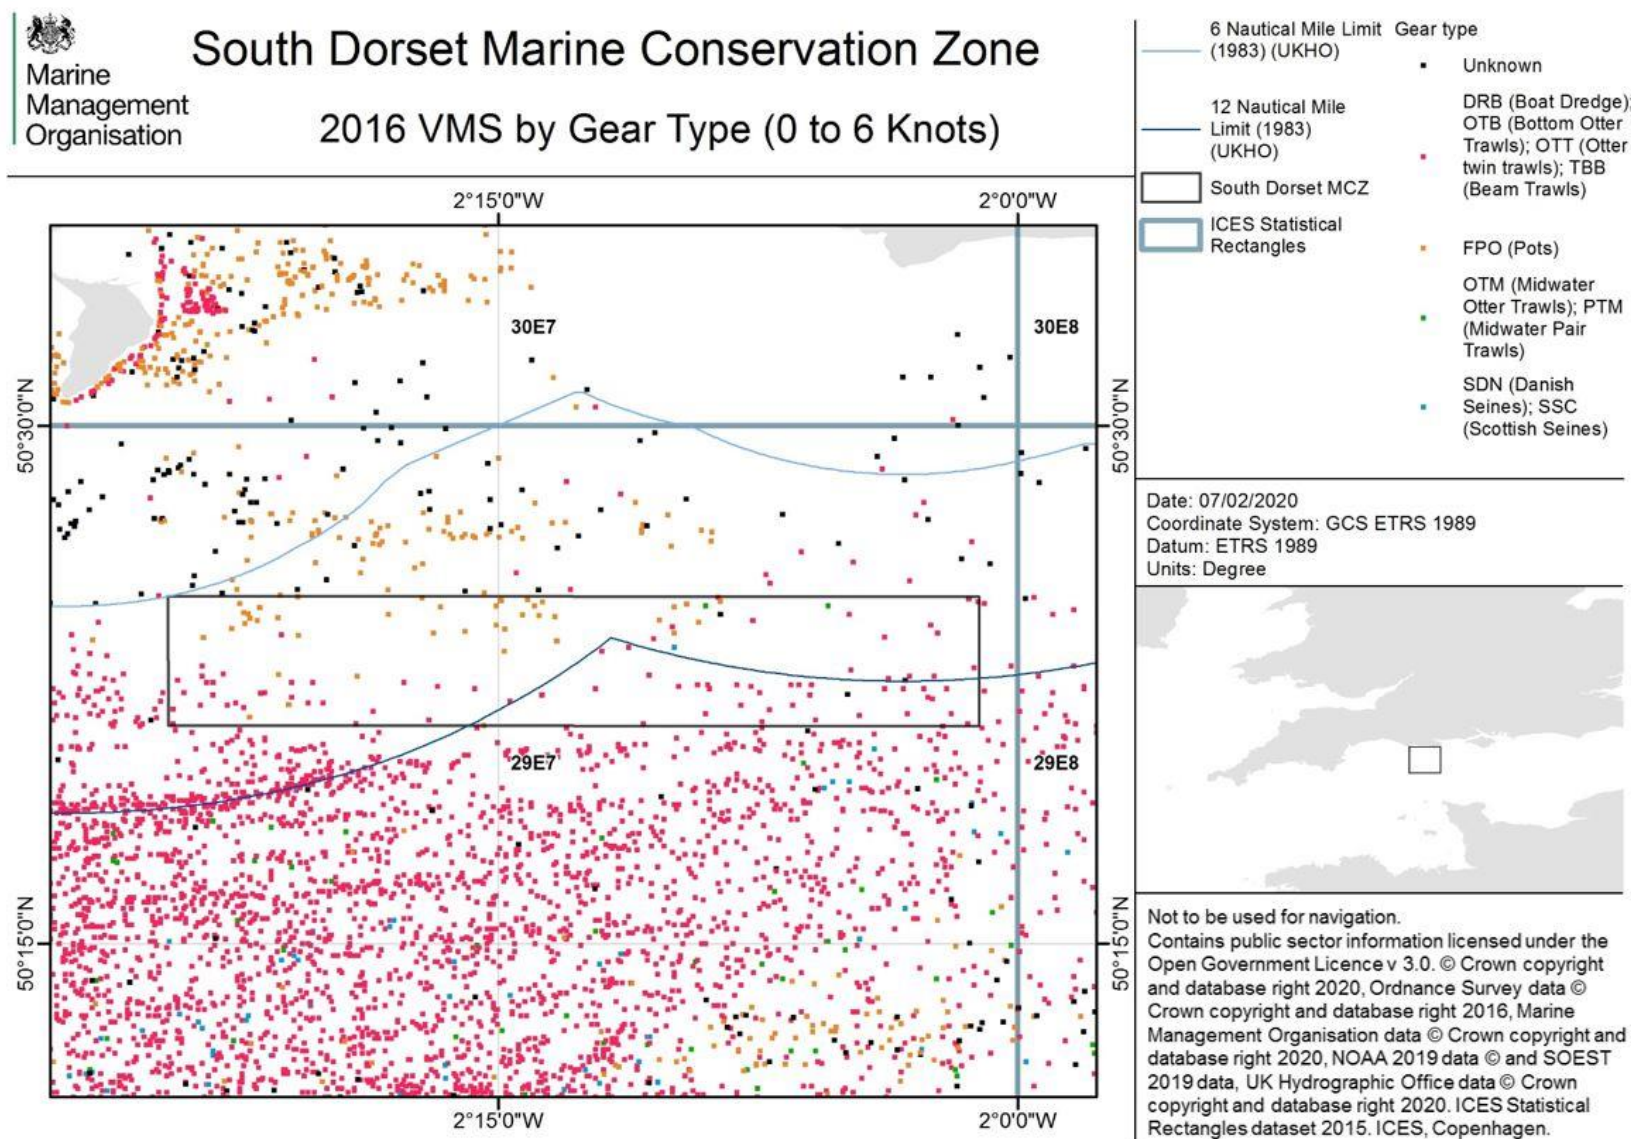 Marine
Management
Organisation
South Dorset Marine Conservation Zone
2016 VMS by Gear Type (0 to 6 Knots)
2°15'0"W
2°0'0"W
50°30'0"N
50°30'0"N
30E7
30E8
29E7
29E8
50°15'0"N
50°15'0"N
2°15'0"W
2°0'0"W
6 Nautical Mile Limit
(1983) (UKHO)
12 Nautical Mile
Limit (1983)
(UKHO)
South Dorset MCZ
ICES Statistical
Rectangles
Gear type
Unknown
DRB (Boat Dredge);
OTB (Bottom Otter
Trawls); OTT (Otter
twin trawls); TBB
(Beam Trawls)
FPO (Pots)
OTM (Midwater
Otter Trawls); PTM
(Midwater Pair
Trawls)
SDN (Danish
Seines); SSC
(Scottish Seines)
Date: 07/02/2020
Coordinate System: GCS ETRS 1989
Datum: ETRS 1989
Units: Degree
Not to be used for navigation.
Contains public sector information licensed under the
Open Government Licence v 3.0. © Crown copyright
and database right 2020, Ordnance Survey data ©
Crown copyright and database right 2016, Marine
Management Organisation data © Crown copyright and
database right 2020, NOAA 2019 data © and SOEST
2019 data, UK Hydrographic Office data © Crown
copyright and database right 2020. ICES Statistical
Rectangles dataset 2015. ICES, Copenhagen.